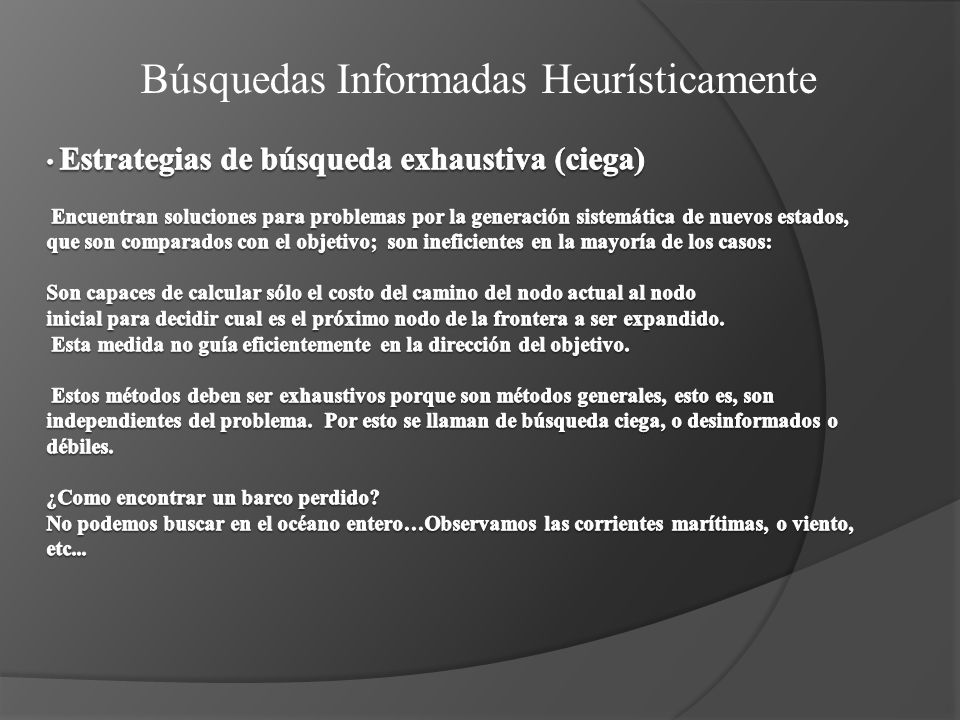 Búsquedas Informadas Heurísticamente
• Estrategias de búsqueda exhaustiva (ciega)
Encuentran soluciones para problemas por la generación sistemática de nuevos estados,
que son comparados con el objetivo; son ineficientes en la mayoría de los casos:
Son capaces de calcular sólo el costo del camino del nodo actual al nodo
inicial para decidir cual es el próximo nodo de la frontera a ser expandido.
Esta medida no guía eficientemente en la dirección del objetivo.
Estos métodos deben ser exhaustivos porque son métodos generales, esto es, son
independientes del problema. Por esto se llaman de búsqueda ciega, o desinformados o
débiles.
¿Como encontrar un barco perdido?
No podemos buscar en el océano entero…Observamos las corrientes marítimas, o viento,
etc...